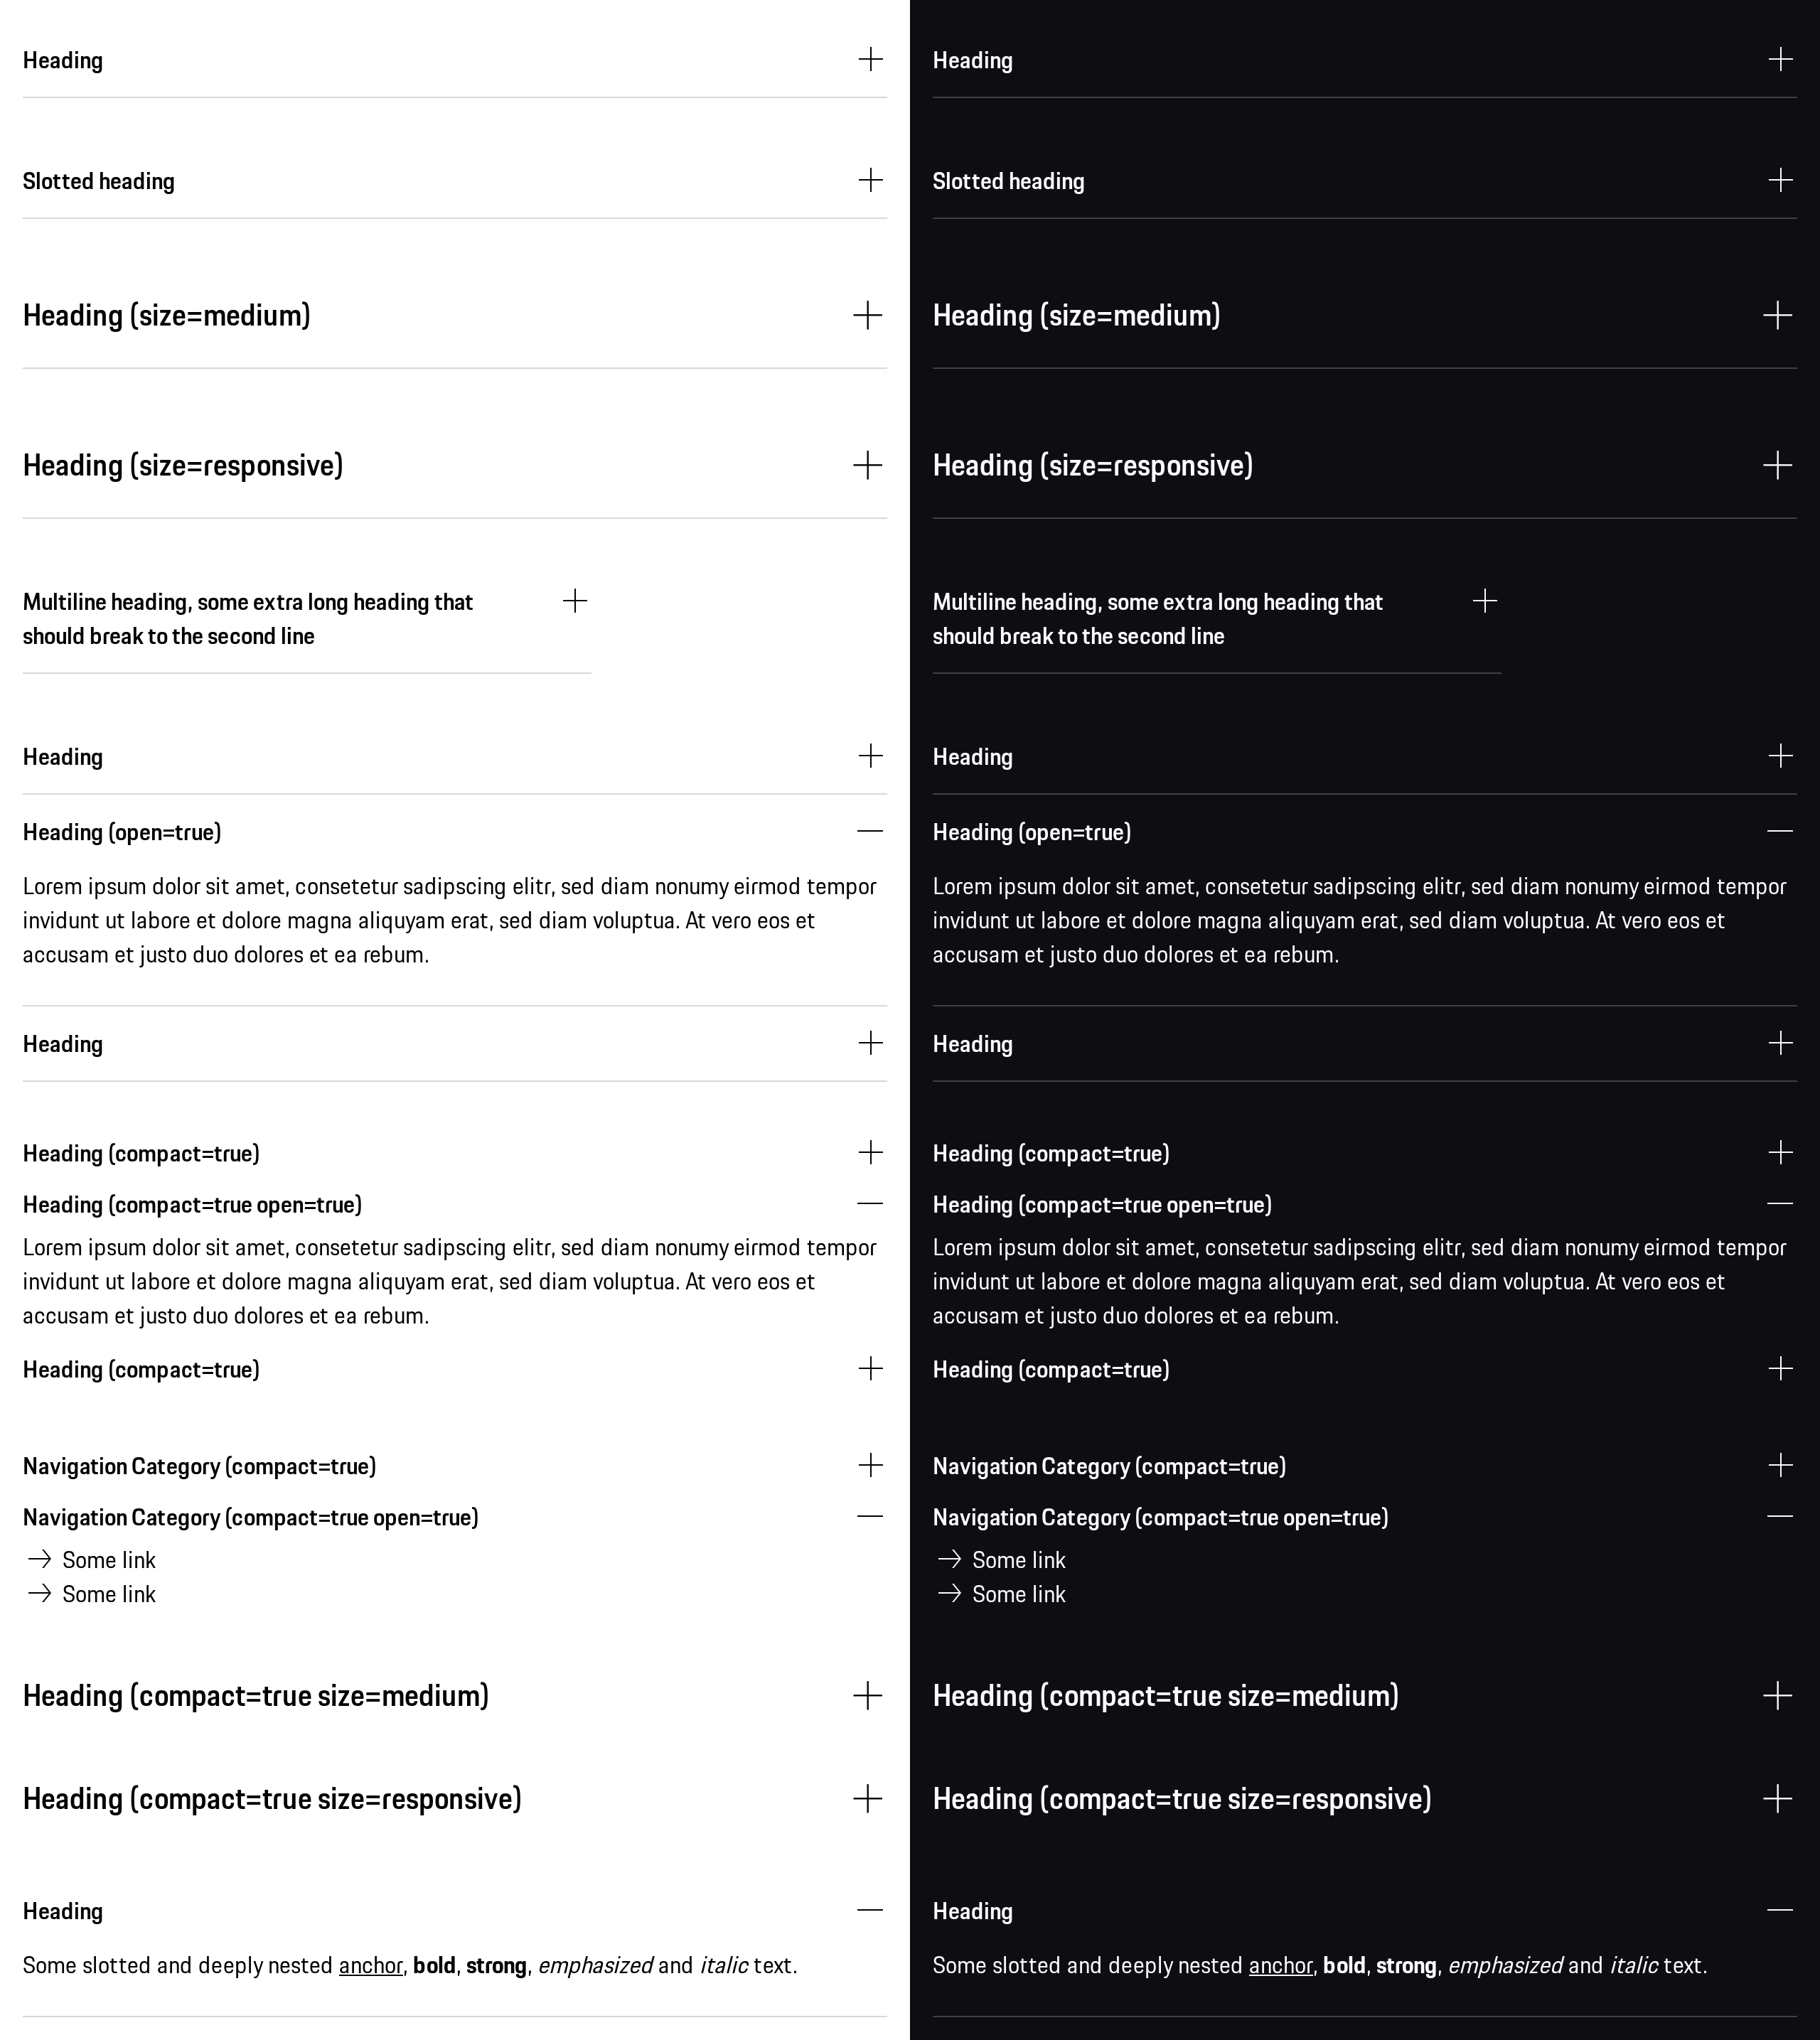 Heading
Slotted heading
Heading (size=medium)
Heading (size=responsive)
Multiline heading, some extra long heading that
should break to the second line
Heading
Heading (open=true)
Lorem ipsum dolor sit amet, consetetur sadipscing elitr, sed diam nonumy eirmod tempor
invidunt ut labore et dolore magna aliquyam erat, sed diam voluptua. At vero eos et
accusam et justo duo dolores et ea rebum.
Heading
Heading (compact=true)
Heading (compact=true open=true)
Lorem ipsum dolor sit amet, consetetur sadipscing elitr, sed diam nonumy eirmod tempor
invidunt ut labore et dolore magna aliquyam erat, sed diam voluptua. At vero eos et
accusam et justo duo dolores et ea rebum.
Heading (compact=true)
Navigation Category (compact=true)
Navigation Category (compact=true open=true)
Some link
Some link
Heading (compact=true size=medium)
Heading (compact=true size=responsive)
Heading
Some slotted and deeply nested anchor, bold, strong, emphasized and italic text.
Heading
Slotted heading
Heading (size=medium)
Heading (size=responsive)
Multiline heading, some extra long heading that
should break to the second line
Heading
Heading (open=true)
Lorem ipsum dolor sit amet, consetetur sadipscing elitr, sed diam nonumy eirmod tempor
invidunt ut labore et dolore magna aliquyam erat, sed diam voluptua. At vero eos et
accusam et justo duo dolores et ea rebum.
Heading
Heading (compact=true)
Heading (compact=true open=true)
Lorem ipsum dolor sit amet, consetetur sadipscing elitr, sed diam nonumy eirmod tempor
invidunt ut labore et dolore magna aliquyam erat, sed diam voluptua. At vero eos et
accusam et justo duo dolores et ea rebum.
Heading (compact=true)
Navigation Category (compact=true)
Navigation Category (compact=true open=true)
Some link
Some link
Heading (compact=true size=medium)
Heading (compact=true size=responsive)
Heading
Some slotted and deeply nested anchor, bold, strong, emphasized and italic text.